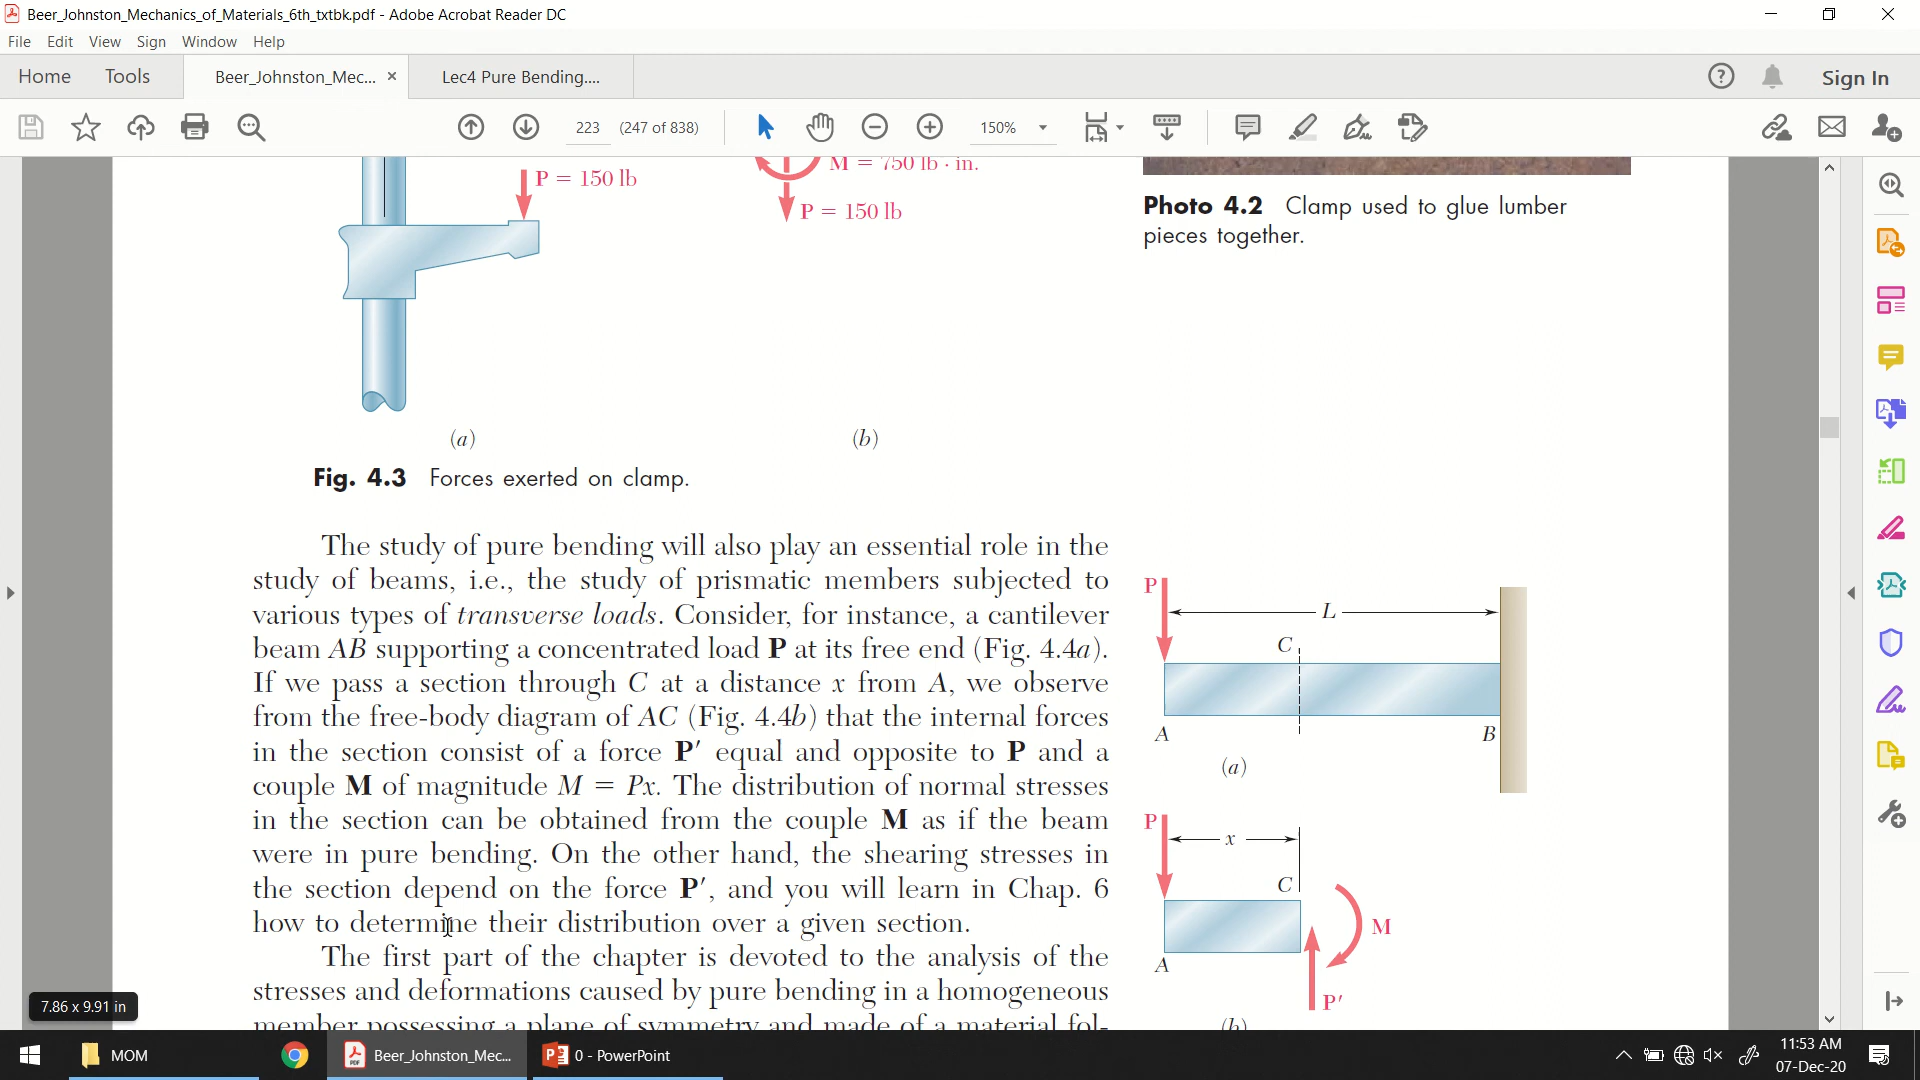 Beer_Johnston_Mechanics_of_Materials_6th_txtbk.pdf - Adobe Acrobat Reader DC
File Edit View Sign Window Help
Home Tools Beer_Johnston_Mec... × Lec4 Pure Bending.... Sign In
223 (247 of 838) 150%
P = 150 lb
M = 750 lb · in.
P = 150 lb
Photo 4.2 Clamp used to glue lumber
pieces together.
(a) (b)
Fig. 4.3 Forces exerted on clamp.
The study of pure bending will also play an essential role in the
study of beams, i.e., the study of prismatic members subjected to
various types of transverse loads. Consider, for instance, a cantilever
beam AB supporting a concentrated load P at its free end (Fig. 4.4a).
If we pass a section through C at a distance x from A, we observe
from the free-body diagram of AC (Fig. 4.4b) that the internal forces
in the section consist of a force P′ equal and opposite to P and a
couple M of magnitude M = Px. The distribution of normal stresses
in the section can be obtained from the couple M as if the beam
were in pure bending. On the other hand, the shearing stresses in
the section depend on the force P′, and you will learn in Chap. 6
how to determine their distribution over a given section.
The first part of the chapter is devoted to the analysis of the
stresses and deformations caused by pure bending in a homogeneous
member possessing a plane of symmetry and made of a material fol-
P
L
C
A B
(a)
P
x
C
M
A
P′
(b)
7.86 x 9.91 in
MOM Beer_Johnston_Mec... 0 - PowerPoint
11:53 AM
07-Dec-20